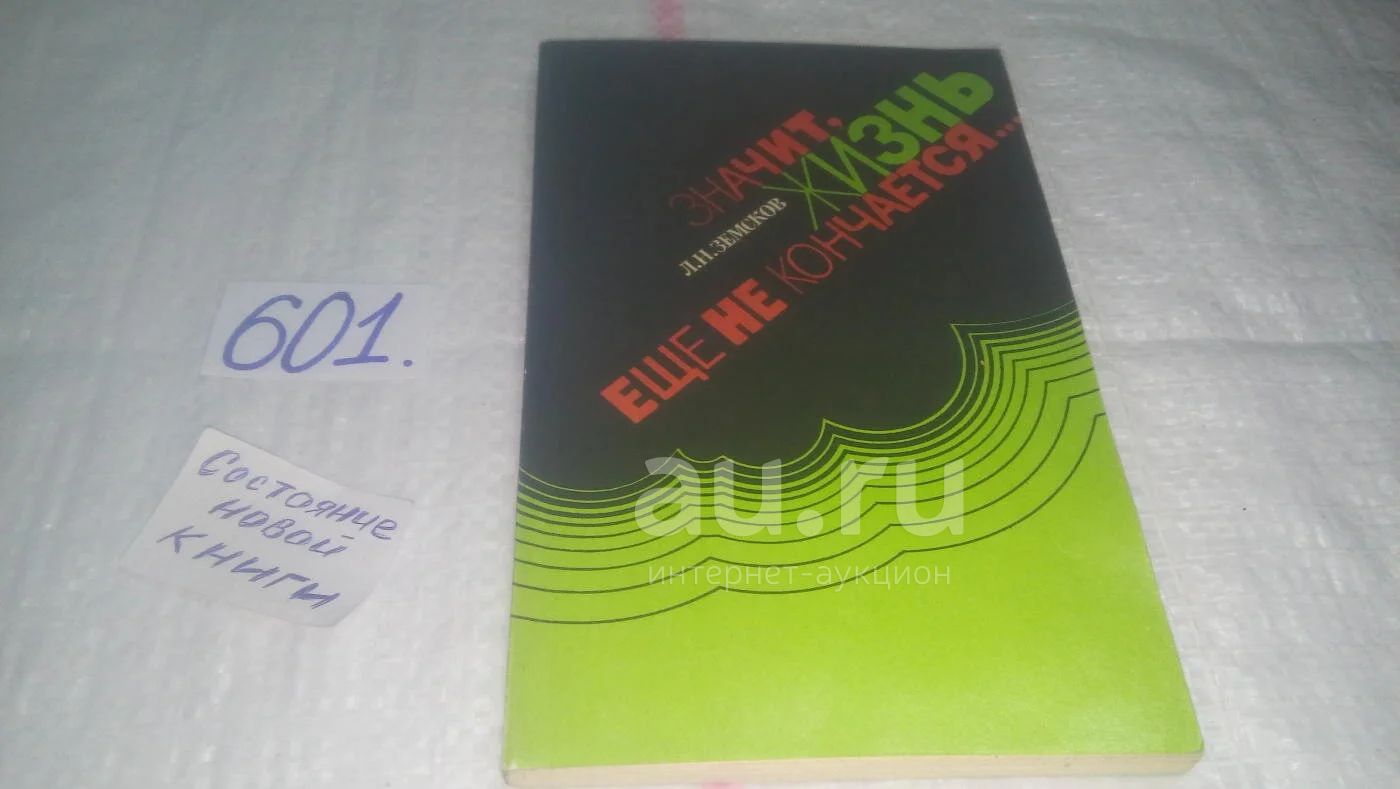 ЗНАЧИТ,
ЖИЗНЬ
Л.Н.ЗЕМСКОВ
ЕЩЕ НЕ КОНЧАЕТСЯ...
601.
Состояние
новой
книги
au.ru
интернет-аукцион